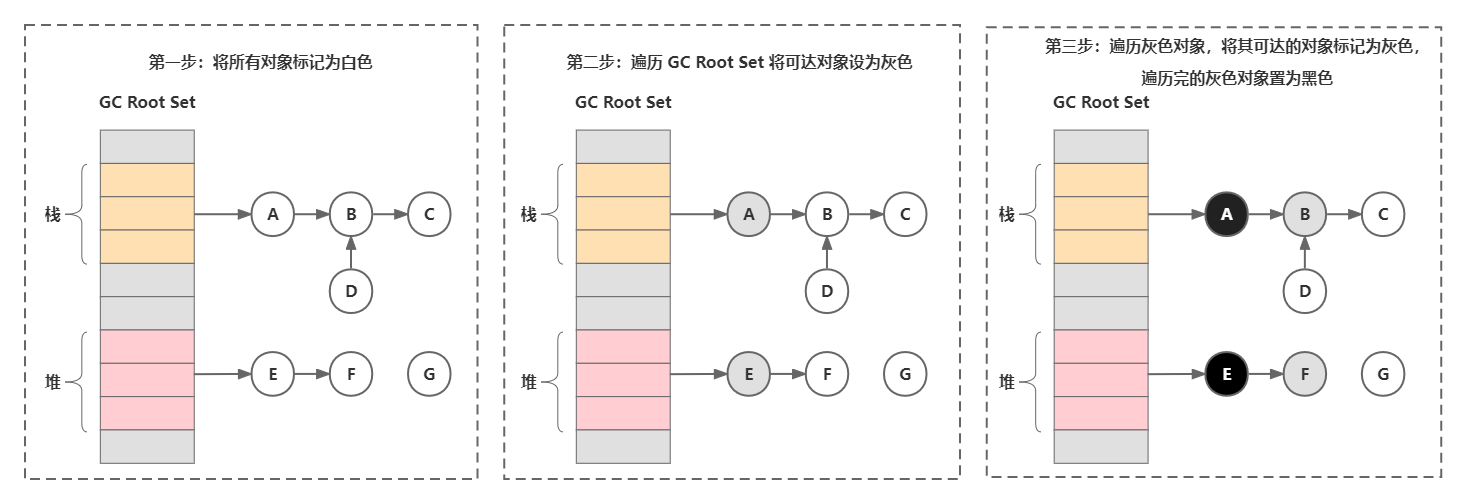 第一步：将所有对象标记为白色
GC Root Set
栈
A
B
C
D
堆
E
F
G
第二步：遍历 GC Root Set 将可达对象设为灰色
GC Root Set
栈
A
B
C
D
堆
E
F
G
第三步：遍历灰色对象，将其可达的对象标记为灰色，
遍历完的灰色对象置为黑色
GC Root Set
栈
A
B
C
D
堆
E
F
G